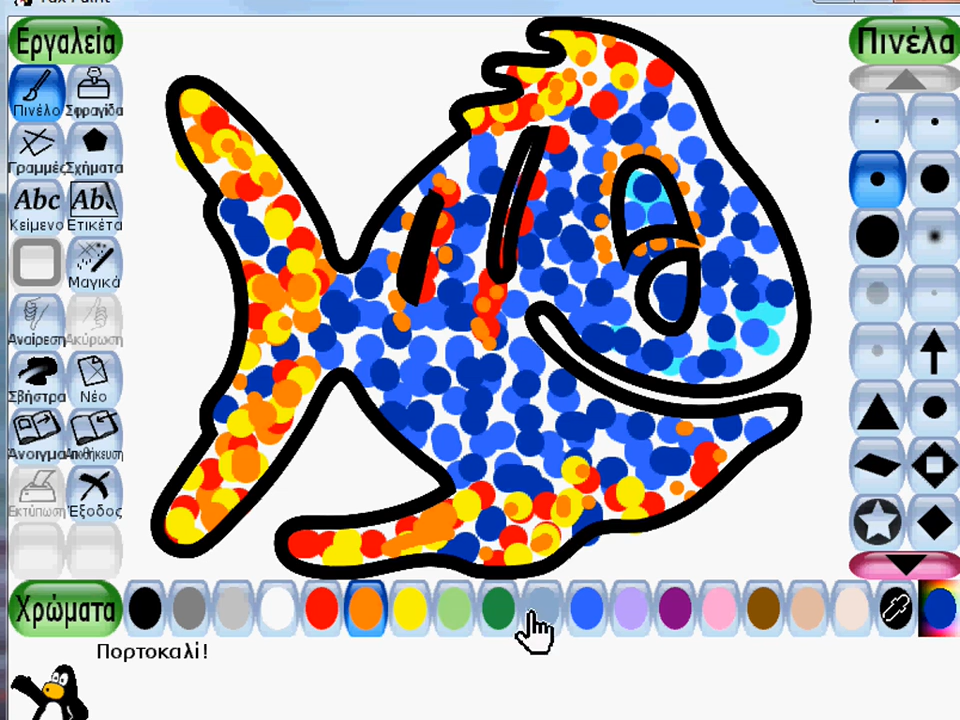 Tux Paint
Εργαλεία
Πινέλα
Πινέλο Σφραγίδα
Γραμμές Σχήματα
Abc Abc
Κείμενο Ετικέτα
Μαγικά
Αναίρεση Ακύρωση
Σβήστρα Νέο
Άνοιγμα Αποθήκευση
Εκτύπωση Έξοδος
Χρώματα
Πορτοκαλί!